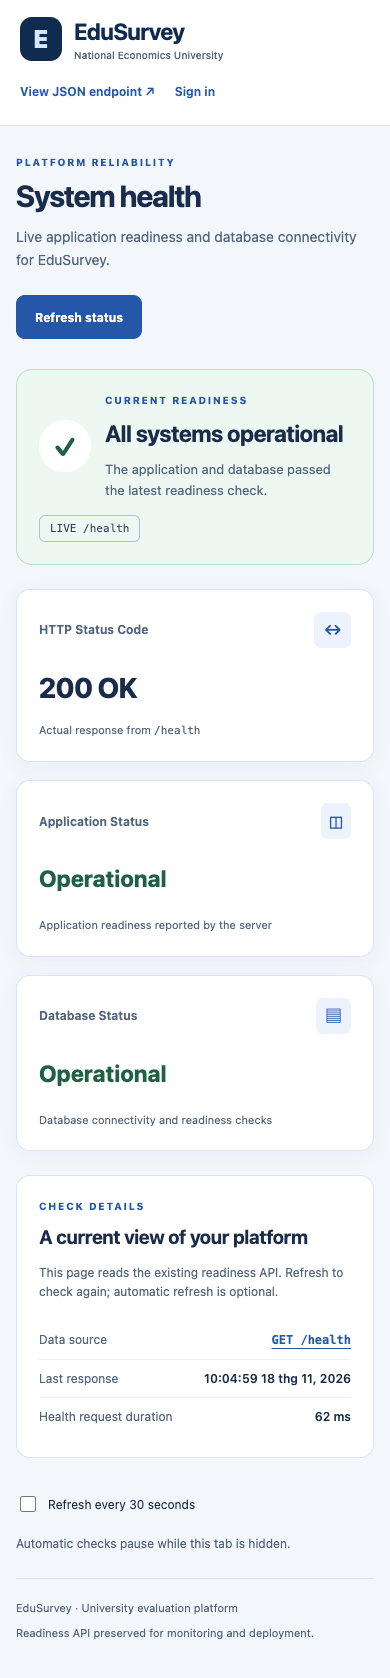 E
EduSurvey
National Economics University
View JSON endpoint ↗ Sign in
PLATFORM RELIABILITY
System health
Live application readiness and database connectivity
for EduSurvey.
Refresh status
CURRENT READINESS
All systems operational
The application and database passed
the latest readiness check.
LIVE /health
HTTP Status Code
200 OK
Actual response from /health
Application Status
Operational
Application readiness reported by the server
Database Status
Operational
Database connectivity and readiness checks
CHECK DETAILS
A current view of your platform
This page reads the existing readiness API. Refresh to
check again; automatic refresh is optional.
Data source GET /health
Last response 10:04:59 18 thg 11, 2026
Health request duration 62 ms
Refresh every 30 seconds
Automatic checks pause while this tab is hidden.
EduSurvey · University evaluation platform
Readiness API preserved for monitoring and deployment.